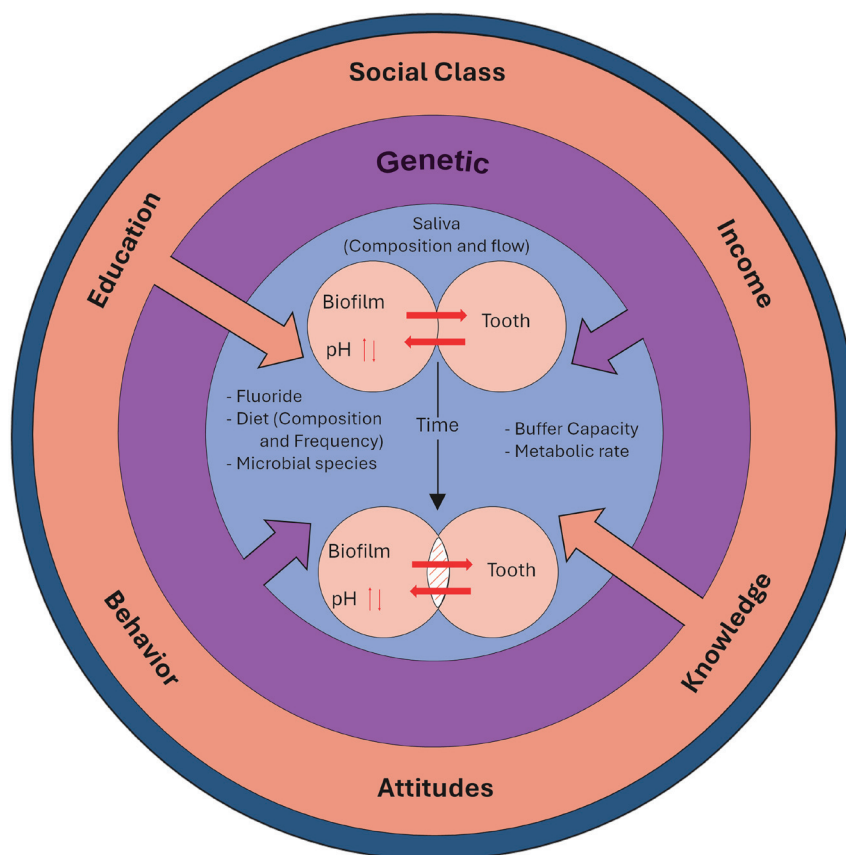 Social Class
Genetic
Education
Income
Saliva
(Composition and flow)
Biofilm
pH
Tooth
- Fluoride
- Diet (Composition
and Frequency)
- Microbial species
Time
- Buffer Capacity
- Metabolic rate
Biofilm
pH
Tooth
Behavior
Knowledge
Attitudes